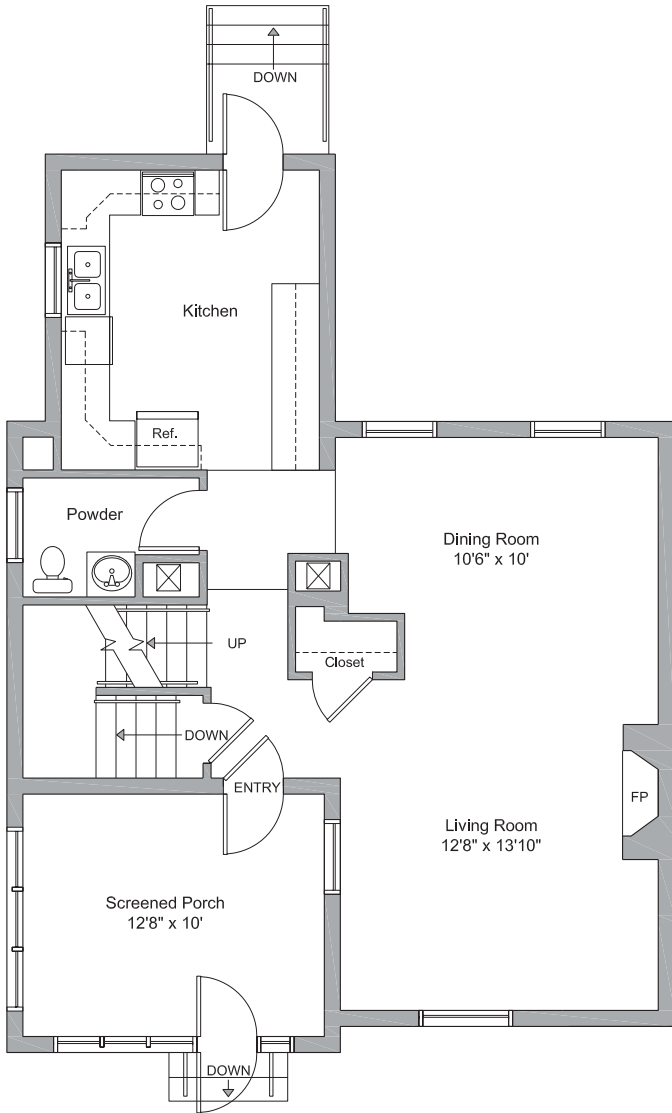 DOWN
Kitchen
Ref.
Powder
Dining Room
10'6" x 10'
UP
Closet
DOWN
ENTRY
FP
Living Room
12'8" x 13'10"
Screened Porch
12'8" x 10'
DOWN